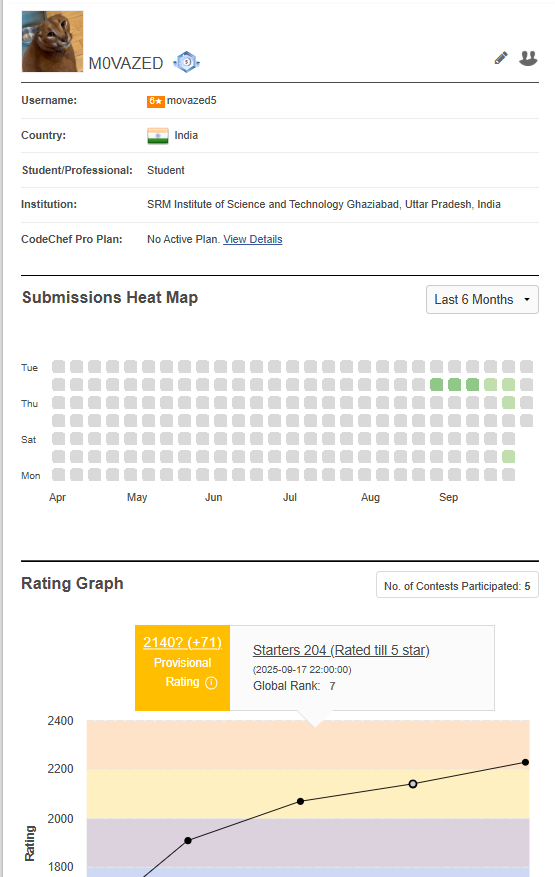 M0VAZED 5
Username: 6★ movazed5
Country: India
Student/Professional: Student
Institution: SRM Institute of Science and Technology Ghaziabad, Uttar Pradesh, India
CodeChef Pro Plan: No Active Plan. View Details
Submissions Heat Map Last 6 Months
Tue
Thu
Sat
Mon
Apr May Jun Jul Aug Sep
Rating Graph No. of Contests Participated: 5
2140? (+71)
Provisional
Rating i
Starters 204 (Rated till 5 star)
(2025-09-17 22:00:00)
Global Rank: 7
2400
2200
2000
1800
Rating